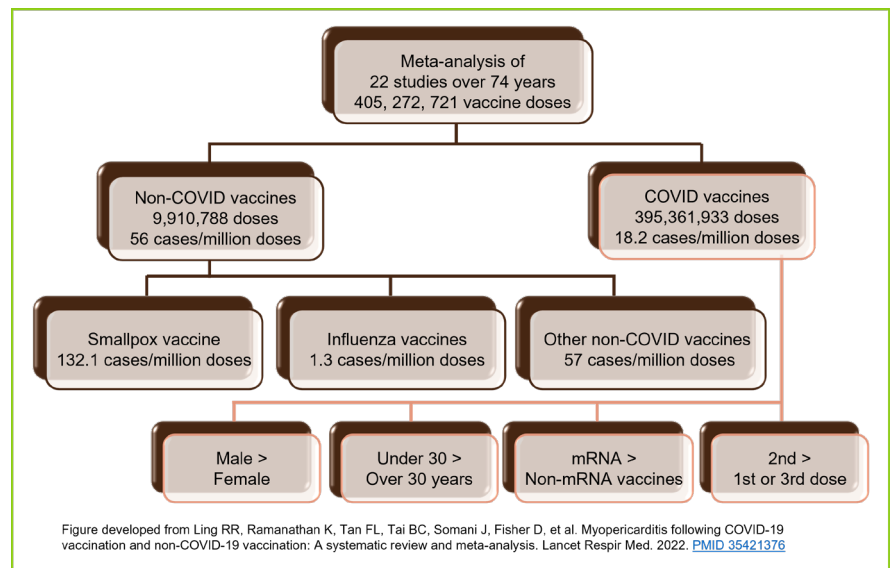 Meta-analysis of
22 studies over 74 years
405, 272, 721 vaccine doses
Non-COVID vaccines
9,910,788 doses
56 cases/million doses
COVID vaccines
395,361,933 doses
18.2 cases/million doses
Smallpox vaccine
132.1 cases/million doses
Influenza vaccines
1.3 cases/million doses
Other non-COVID vaccines
57 cases/million doses
Male >
Female
Under 30 >
Over 30 years
mRNA >
Non-mRNA vaccines
2nd >
1st or 3rd dose
Figure developed from Ling RR, Ramanathan K, Tan FL, Tai BC, Somani J, Fisher D, et al. Myopericarditis following COVID-19
vaccination and non-COVID-19 vaccination: A systematic review and meta-analysis. Lancet Respir Med. 2022. PMID 35421376